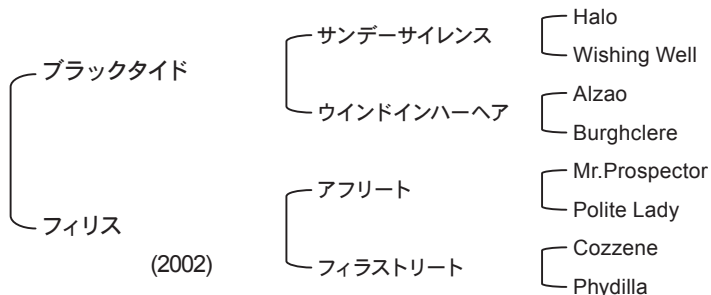 ブラックタイド
サンデーサイレンス
Halo
Wishing Well
ウインドインハーヘア
Alzao
Burghclere
フィリス
(2002)
アフリート
Mr.Prospector
Polite Lady
フィラストリート
Cozzene
Phydilla